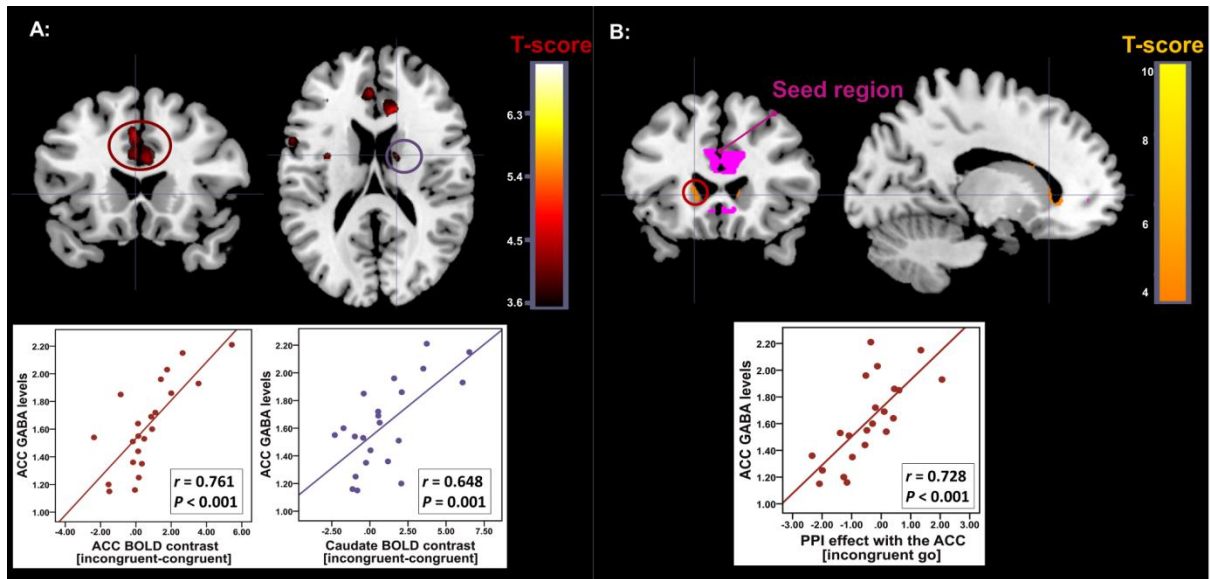 A:
T-score
6.3
5.4
4.5
3.6
B:
Seed region
T-score
10
8
6
4
ACC GABA levels
2.20
2.00
1.80
1.60
1.40
1.20
1.00
-4.00 -2.00 .00 2.00 4.00 6.00
ACC BOLD contrast
[incongruent-congruent]
r = 0.761
P < 0.001
ACC GABA levels
2.20
2.00
1.80
1.60
1.40
1.20
1.00
-2.50 .00 2.50 5.00 7.50
Caudate BOLD contrast
[incongruent-congruent]
r = 0.648
P = 0.001
ACC GABA levels
2.20
2.00
1.80
1.60
1.40
1.20
1.00
-3.00 -2.00 -1.00 .00 1.00 2.00 3.00
PPI effect with the ACC
[incongruent go]
r = 0.728
P < 0.001